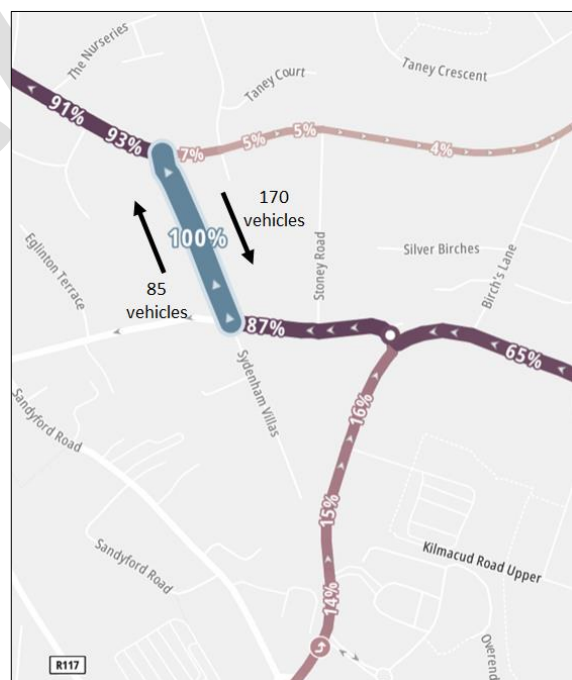 The Nurseries
Taney Court
Taney Crescent
91%
93%
7%
5%
5%
4%
170
vehicles
100%
Eglinton Terrace
85
vehicles
Stoney Road
Silver Birches
Birch's Lane
87%
65%
Sydenham Villas
16%
Sandyford Road
15%
Sandyford Road
14%
Kilmacud Road Upper
Overend
R117